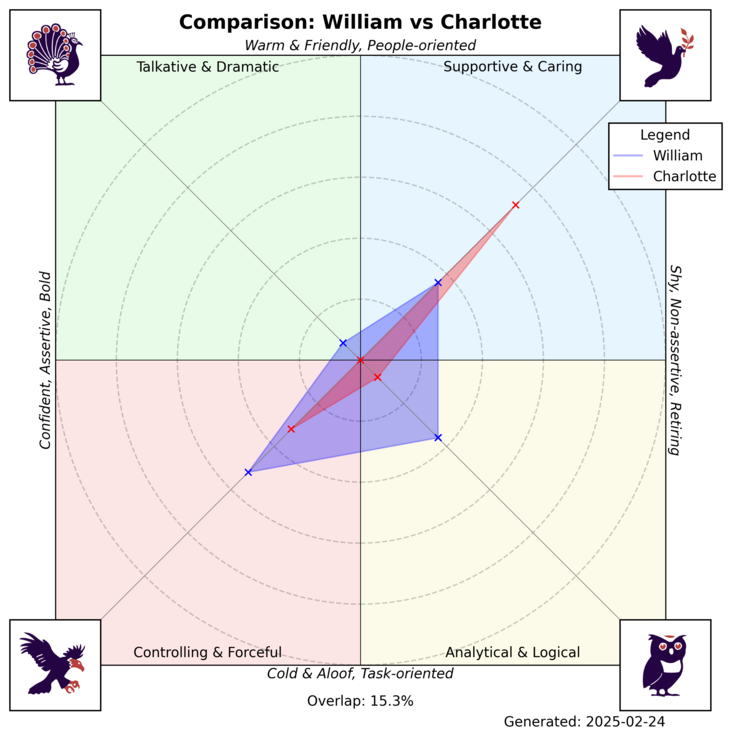 Comparison: William vs Charlotte
Warm & Friendly, People-oriented
Talkative & Dramatic
Supportive & Caring
Legend
William
Charlotte
Confident, Assertive, Bold
Shy, Non-assertive, Retiring
Controlling & Forceful
Analytical & Logical
Cold & Aloof, Task-oriented
Overlap: 15.3%
Generated: 2025-02-24